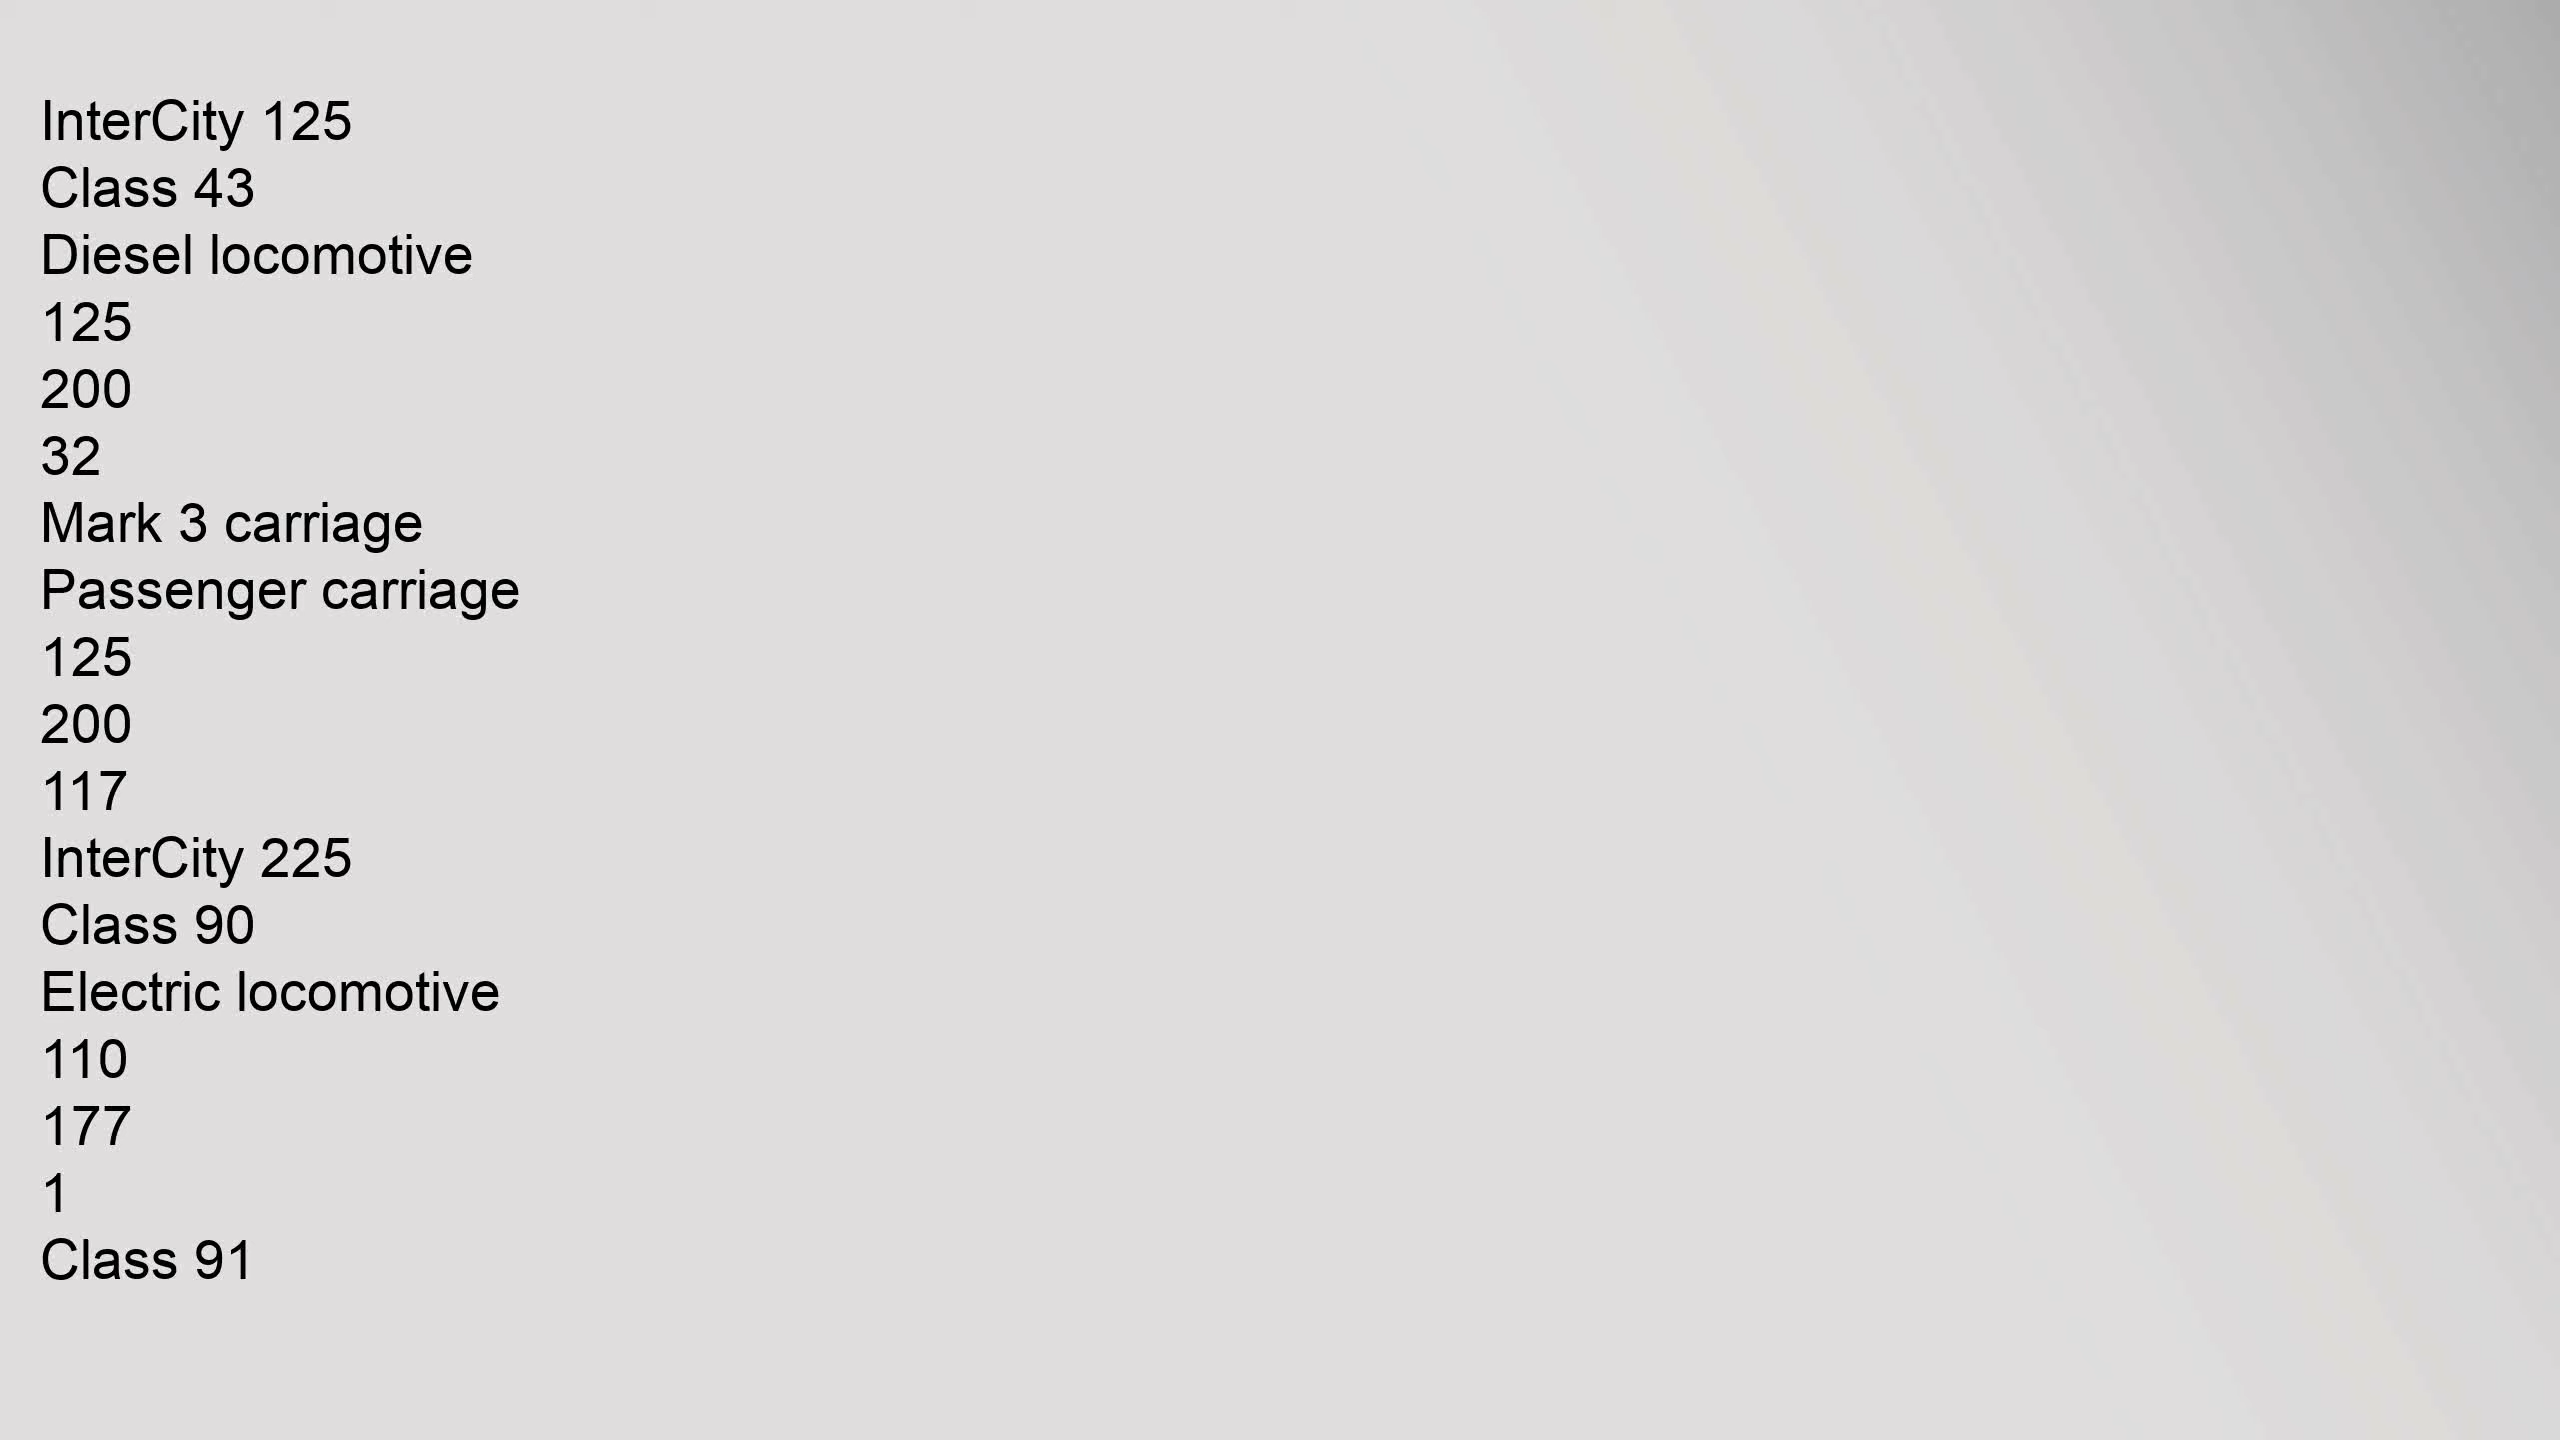 InterCity 125
Class 43
Diesel locomotive
125
200
32
Mark 3 carriage
Passenger carriage
125
200
117
InterCity 225
Class 90
Electric locomotive
110
177
1
Class 91